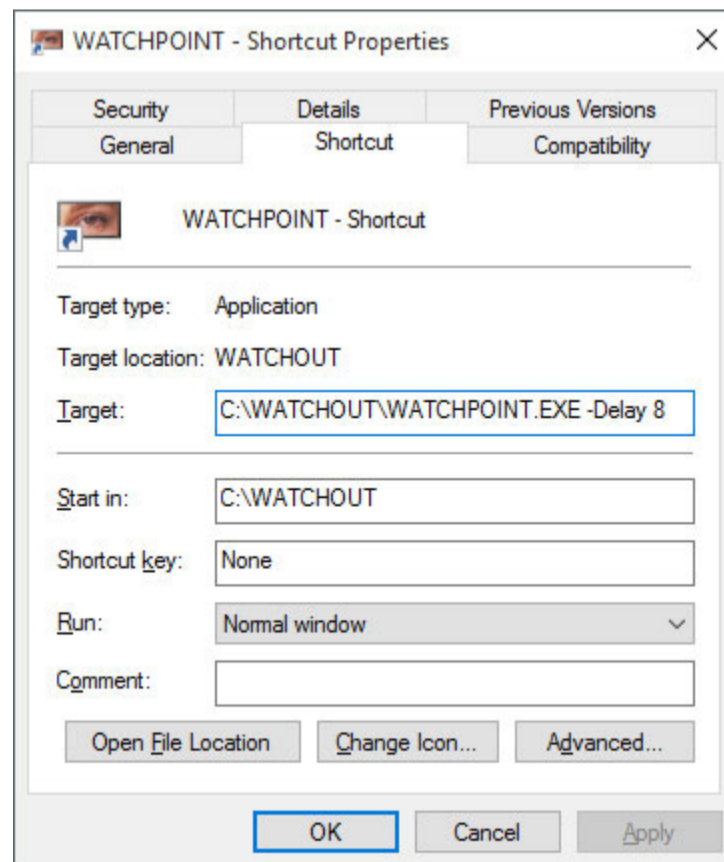 WATCHPOINT - Shortcut Properties
Security Details Previous Versions
General Shortcut Compatibility
WATCHPOINT - Shortcut
Target type: Application
Target location: WATCHOUT
Target: C:\WATCHOUT\WATCHPOINT.EXE -Delay 8
Start in: C:\WATCHOUT
Shortcut key: None
Run: Normal window
Comment:
Open File Location Change Icon... Advanced...
OK Cancel Apply